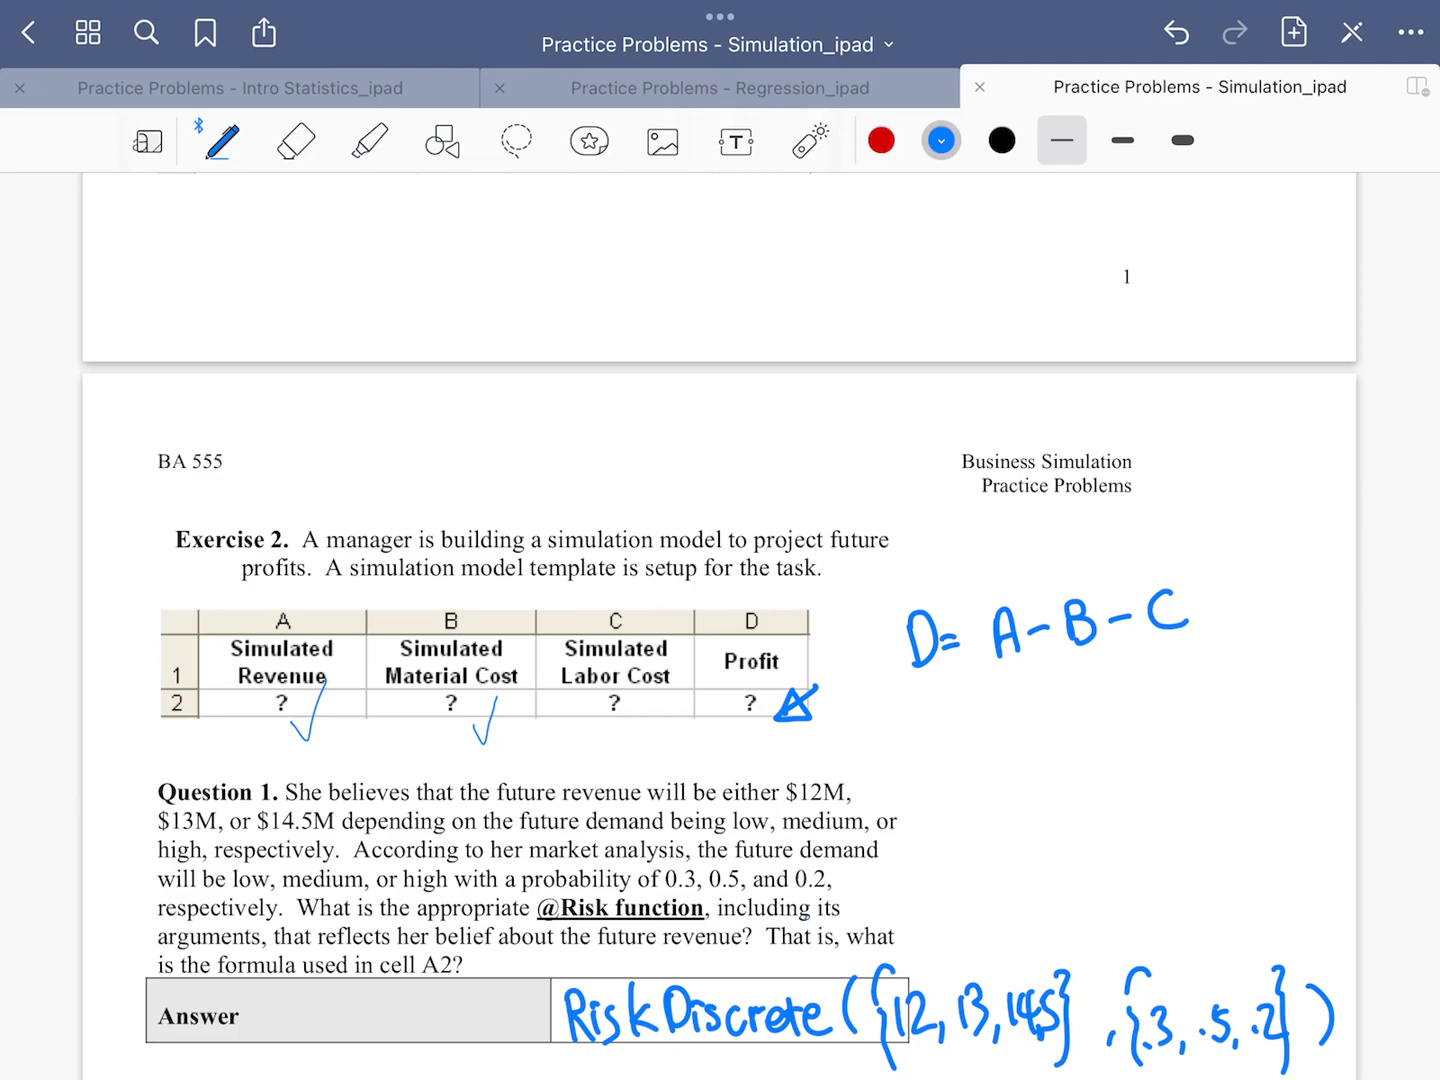 Practice Problems - Simulation_ipad
Practice Problems - Intro Statistics_ipad
Practice Problems - Regression_ipad
Practice Problems - Simulation_ipad
T
1
BA 555
Business Simulation
Practice Problems
Exercise 2. A manager is building a simulation model to project future
profits. A simulation model template is setup for the task.
A B C D
Simulated Simulated Simulated
1 Revenue Material Cost Labor Cost Profit
2 ? ? ? ?
D= A-B-C
Question 1. She believes that the future revenue will be either $12M,
$13M, or $14.5M depending on the future demand being low, medium, or
high, respectively. According to her market analysis, the future demand
will be low, medium, or high with a probability of 0.3, 0.5, and 0.2,
respectively. What is the appropriate @Risk function, including its
arguments, that reflects her belief about the future revenue? That is, what
is the formula used in cell A2?
Answer
RiskDiscrete ({12, 13, 14.5}, {.3, .5, .2})